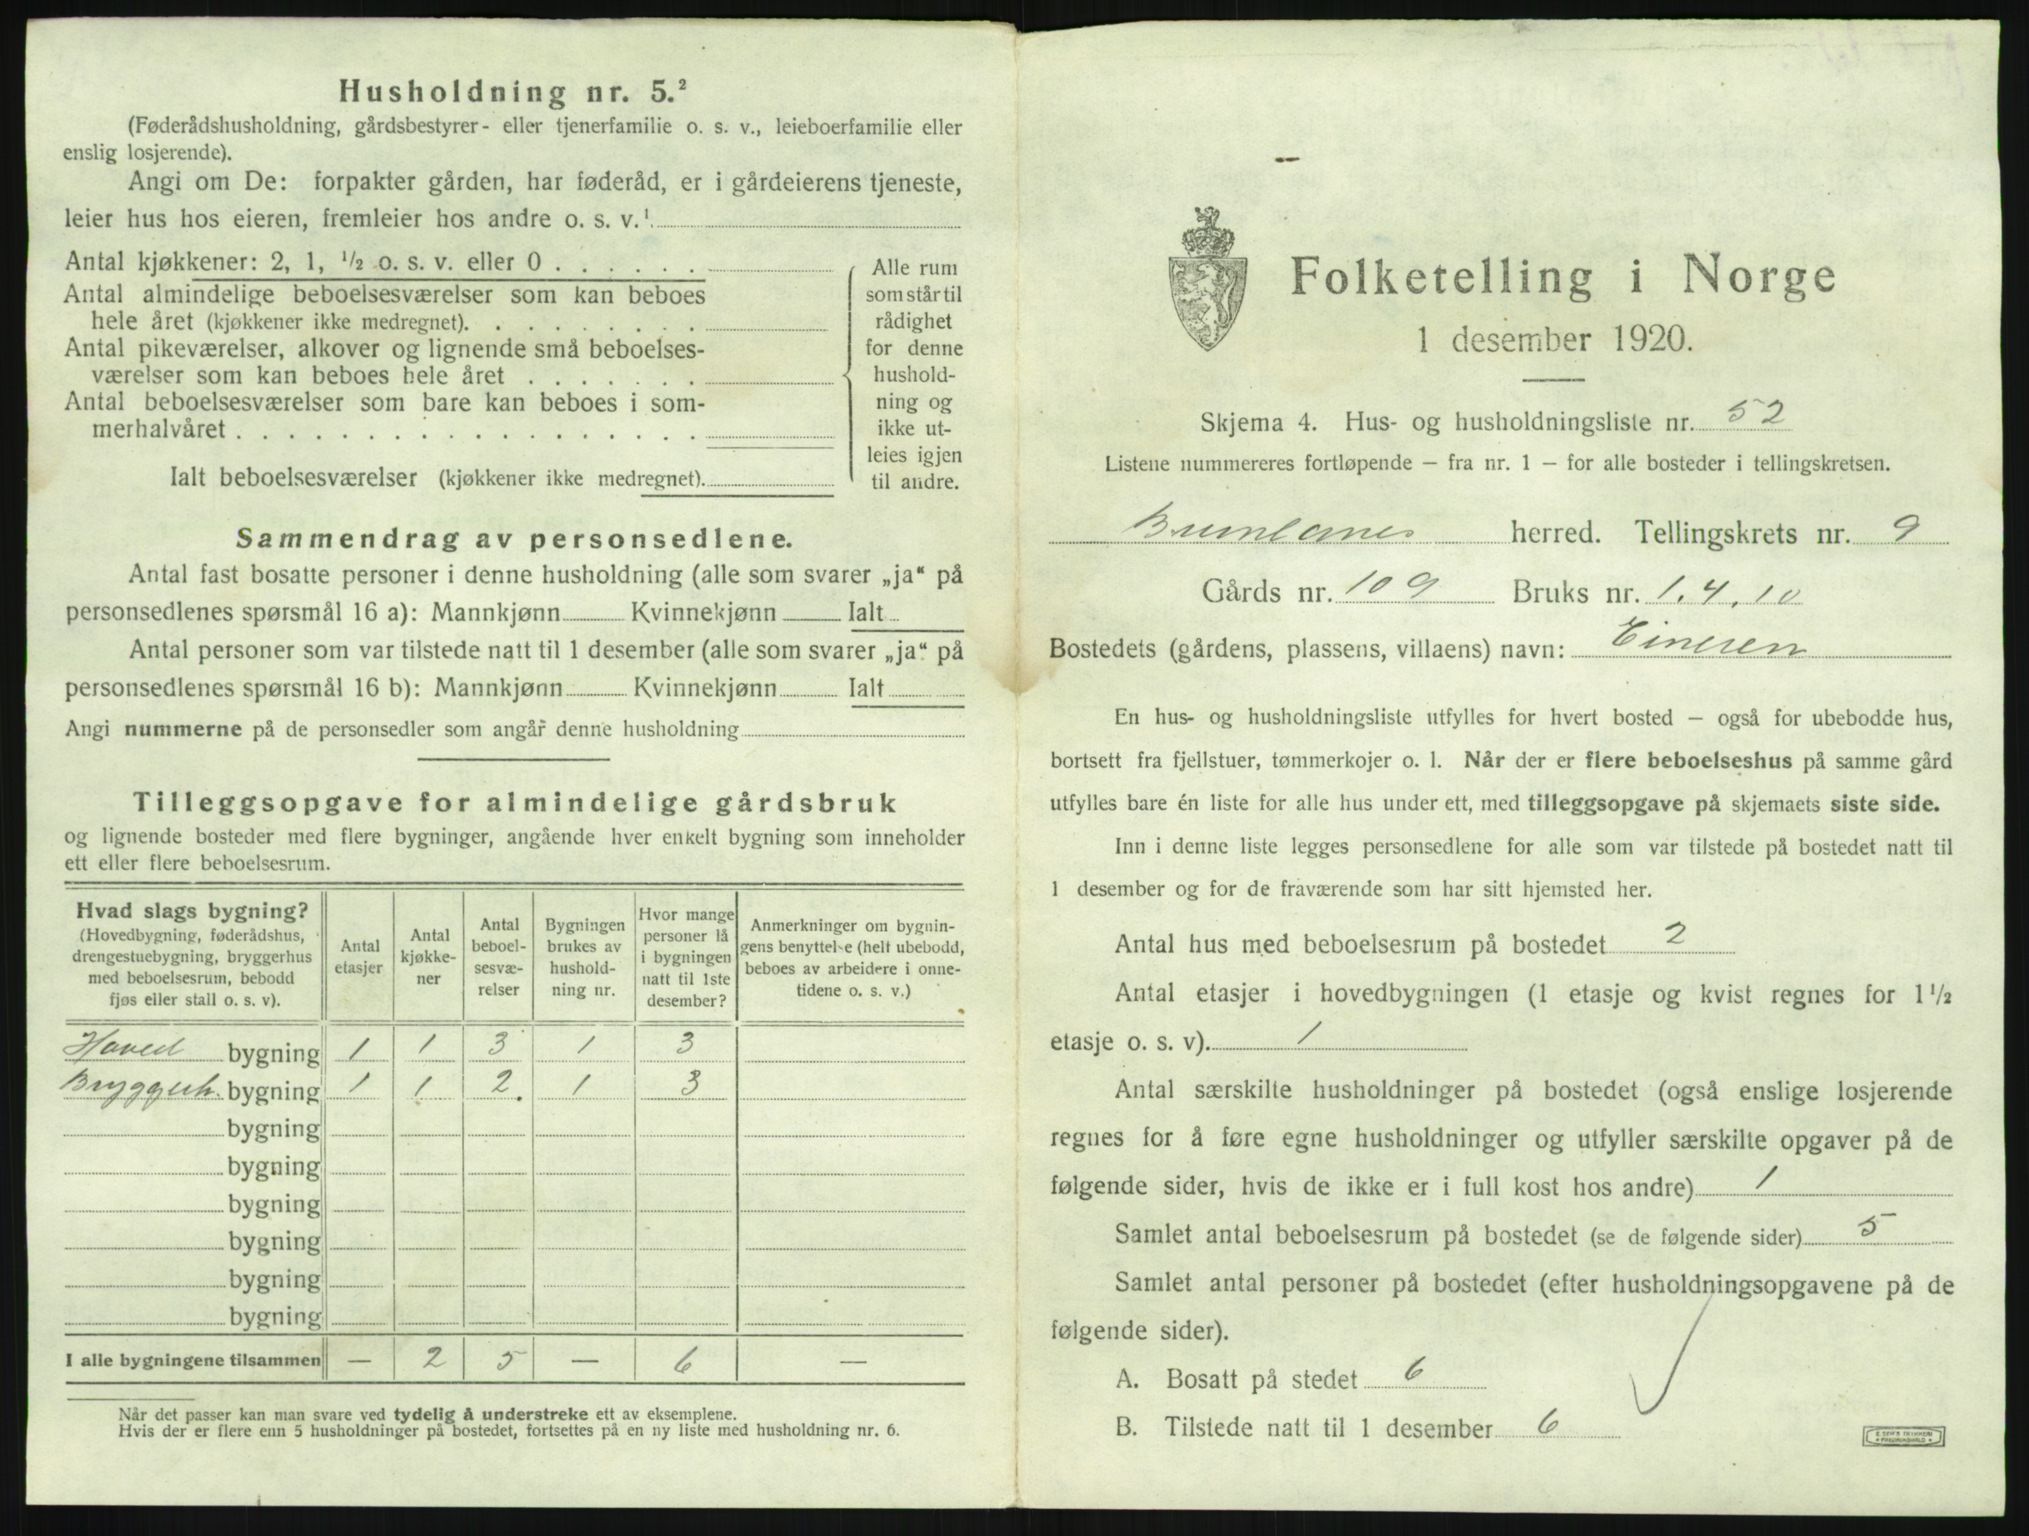 Husholdning nr. 5.²
(Føderådshusholdning, gårdsbestyrer- eller tjenerfamilie o. s. v., leieboerfamilie eller
enslig losjerende).
Angi om De: forpakter gården, har føderåd, er i gårdeierens tjeneste,
leier hus hos eieren, fremleier hos andre o. s. v.¹
Antal kjøkkener: 2, 1, ½ o. s. v. eller 0 . . . . . .
Antal almindelige beboelsesværelser som kan beboes
hele året (kjøkkener ikke medregnet). . . . . . . . .
Antal pikeværelser, alkover og lignende små beboelses-
værelser som kan beboes hele året . . . . . . .
Antal beboelsesværelser som bare kan beboes i som-
merhalvåret . . . . . . . . . . . . . . . . . .
Ialt beboelsesværelser (kjøkkener ikke medregnet).
Alle rum
som står til
rådighet
for denne
hushold-
ning og
ikke ut-
leies igjen
til andre.
Sammendrag av personsedlene.
Antal fast bosatte personer i denne husholdning (alle som svarer „ja“ på
personsedlenes spørsmål 16 a): Mannkjønn Kvinnekjønn Ialt
Antal personer som var tilstede natt til 1 desember (alle som svarer „ja“ på
personsedlenes spørsmål 16 b): Mannkjønn Kvinnekjønn Ialt
Angi nummerne på de personsedler som angår denne husholdning
Tilleggsopgave for almindelige gårdsbruk
og lignende bosteder med flere bygninger, angående hver enkelt bygning som inneholder
ett eller flere beboelsesrum.
Hvad slags bygning?
(Hovedbygning, føderådshus,
drengestuebygning, bryggerhus
med beboelsesrum, bebodd
fjøs eller stall o. s. v).
Antal
etasjer
Antal
kjøkke-
ner
Antal
beboel-
sesvæ-
relser
Bygningen
brukes av
hushold-
ning nr.
Hvor mange
personer lå
i bygningen
natt til 1ste
desember?
Anmerkninger om bygnin-
gens benyttelse (helt ubebodd,
beboes av arbeidere i onne-
tidene o. s. v.)
Hoved bygning 1 1 3 1 3
Bryggerh. bygning 1 1 2. 1 3
bygning
bygning
bygning
bygning
bygning
bygning
I alle bygningene tilsammen — 2 5 — 6 —
Når det passer kan man svare ved tydelig å understreke ett av eksemplene.
Hvis der er flere enn 5 husholdninger på bostedet, fortsettes på en ny liste med husholdning nr. 6.
Folketelling i Norge
1 desember 1920.
Skjema 4. Hus- og husholdningsliste nr. 52
Listene nummereres fortløpende – fra nr. 1 – for alle bosteder i tellingskretsen.
Brunlanes herred. Tellingskrets nr. 9
Gårds nr. 109 Bruks nr. 1.4.10
Bostedets (gårdens, plassens, villaens) navn:
En hus- og husholdningsliste utfylles for hvert bosted – også for ubebodde hus,
bortsett fra fjellstuer, tømmerkojer o. l. Når der er flere beboelseshus på samme gård
utfylles bare én liste for alle hus under ett, med tilleggsopgave på skjemaets siste side.
Inn i denne liste legges personsedlene for alle som var tilstede på bostedet natt til
1 desember og for de fraværende som har sitt hjemsted her.
Antal hus med beboelsesrum på bostedet 2
Antal etasjer i hovedbygningen (1 etasje og kvist regnes for 1½
etasje o. s. v). 1
Antal særskilte husholdninger på bostedet (også enslige losjerende
regnes for å føre egne husholdninger og utfyller særskilte opgaver på de
følgende sider, hvis de ikke er i full kost hos andre) 1
Samlet antal beboelsesrum på bostedet (se de følgende sider) 5
Samlet antal personer på bostedet (efter husholdningsopgavene på de
følgende sider).
A. Bosatt på stedet 6
B. Tilstede natt til 1 desember 6